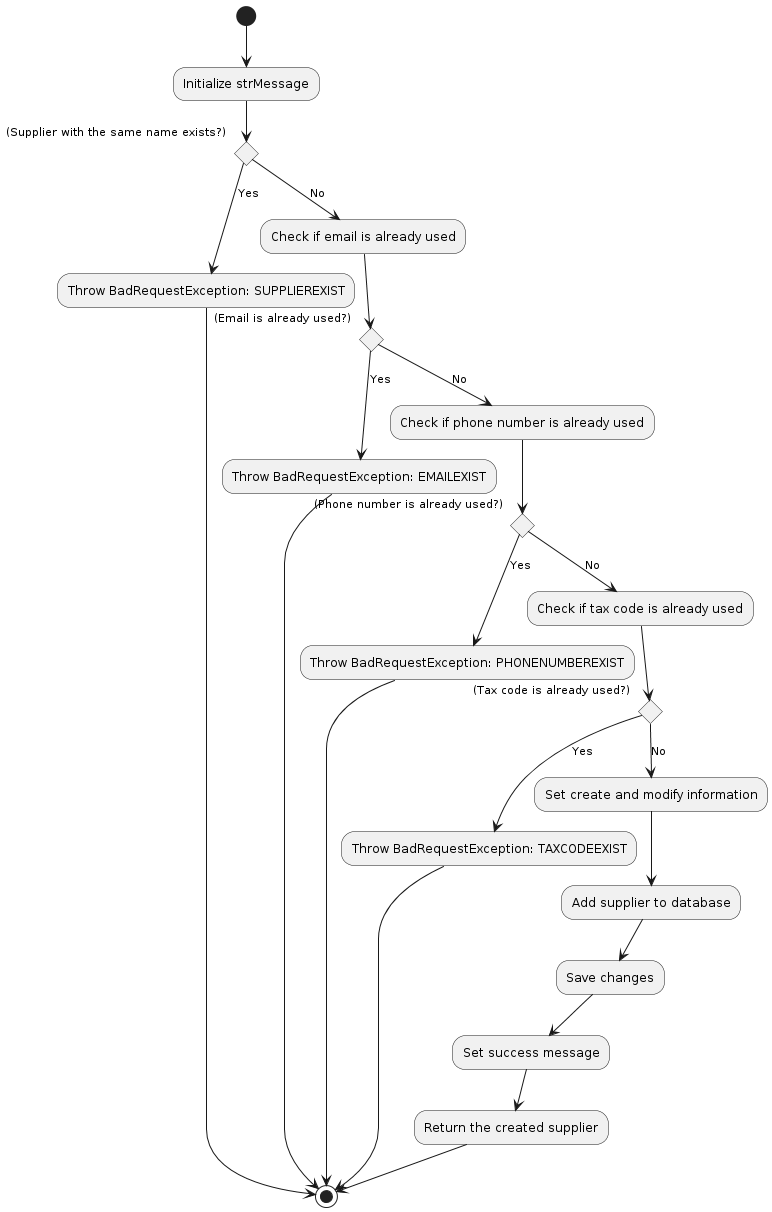 Initialize strMessage
(Supplier with the same name exists?)
Yes
No
Check if email is already used
Throw BadRequestException: SUPPLIEREXIST
(Email is already used?)
Yes
No
Check if phone number is already used
Throw BadRequestException: EMAILEXIST
(Phone number is already used?)
Yes
No
Check if tax code is already used
Throw BadRequestException: PHONENUMBEREXIST
(Tax code is already used?)
Yes
No
Set create and modify information
Throw BadRequestException: TAXCODEEXIST
Add supplier to database
Save changes
Set success message
Return the created supplier